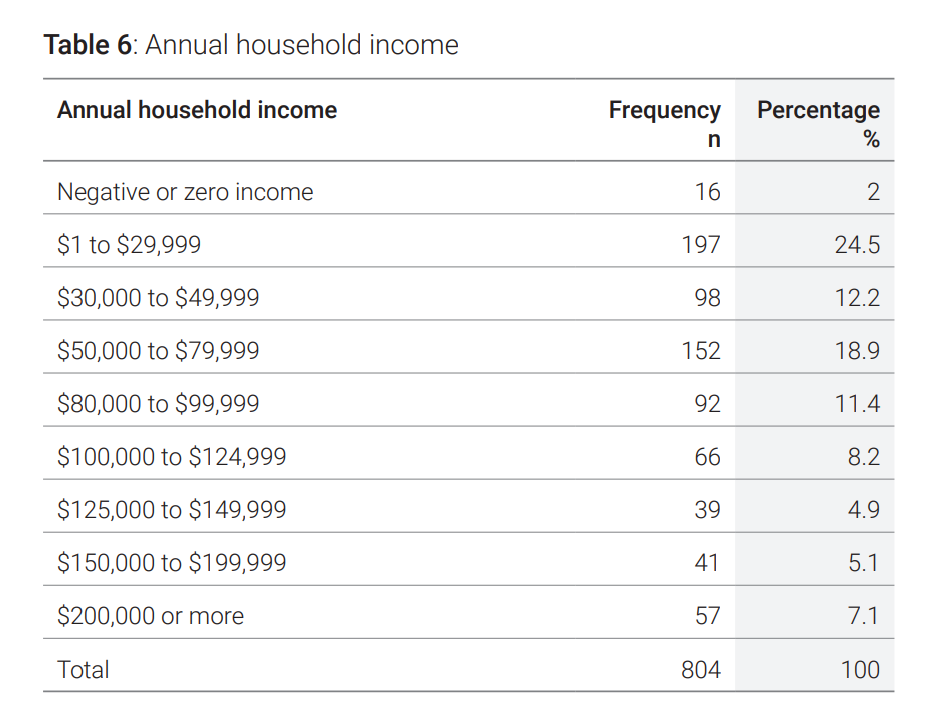 Table 6: Annual household income
Annual household income Frequency n Percentage %
Negative or zero income 16 2
$1 to $29,999 197 24.5
$30,000 to $49,999 98 12.2
$50,000 to $79,999 152 18.9
$80,000 to $99,999 92 11.4
$100,000 to $124,999 66 8.2
$125,000 to $149,999 39 4.9
$150,000 to $199,999 41 5.1
$200,000 or more 57 7.1
Total 804 100